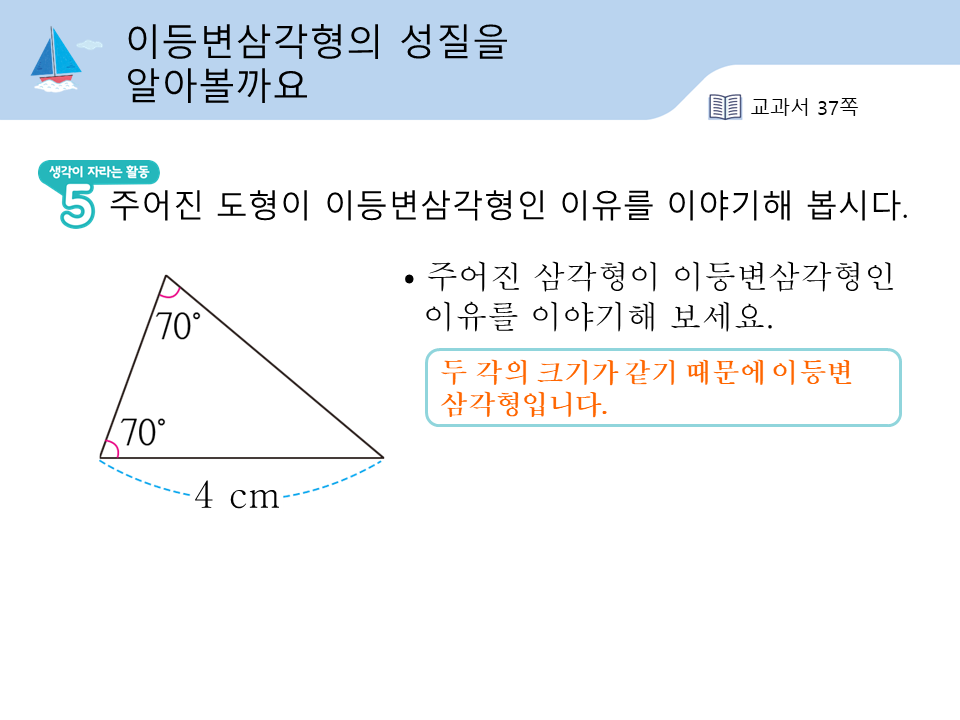 이등변삼각형의 성질을
알아볼까요
교과서 37쪽
생각이 자라는 활동
5 주어진 도형이 이등변삼각형인 이유를 이야기해 봅시다.
• 주어진 삼각형이 이등변삼각형인
이유를 이야기해 보세요.
70°
두 각의 크기가 같기 때문에 이등변
삼각형입니다.
70°
4 cm